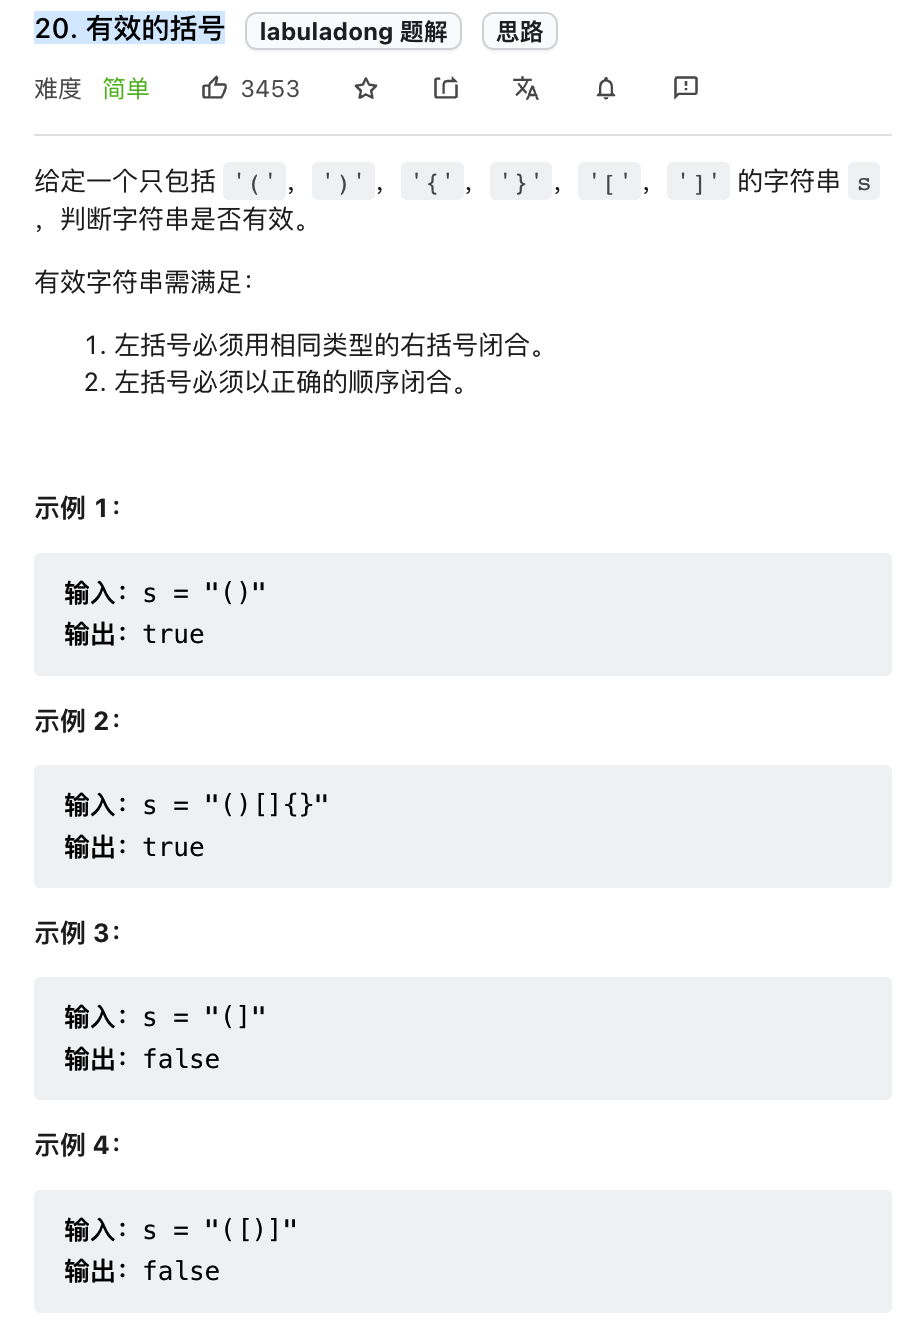 20. 有效的括号 labuladong 题解 思路
难度 简单 3453
给定一个只包括 '('，')'，'{'，'}'，'['，']' 的字符串 s
，判断字符串是否有效。
有效字符串需满足：
1. 左括号必须用相同类型的右括号闭合。
2. 左括号必须以正确的顺序闭合。
示例 1：
输入：s = "()"
输出：true
示例 2：
输入：s = "()[]{}"
输出：true
示例 3：
输入：s = "(]"
输出：false
示例 4：
输入：s = "([)]"
输出：false